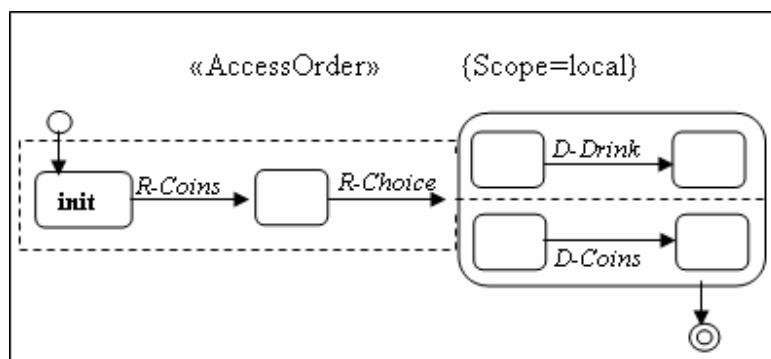 «AccessOrder» {Scope=local}
init
R-Coins
R-Choice
D-Drink
D-Coins